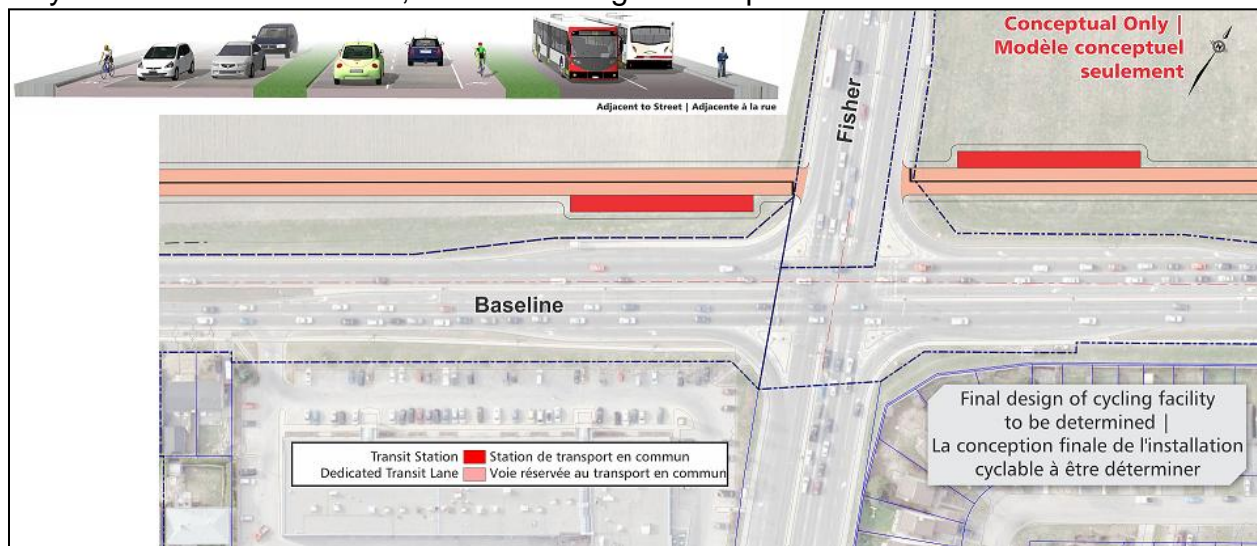 Conceptual Only |
Modèle conceptuel
seulement
Adjacent to Street | Adjacente à la rue
Fisher
Baseline
Transit Station Station de transport en commun
Dedicated Transit Lane Voie réservée au transport en commun
Final design of cycling facility
to be determined |
La conception finale de l'installation
cyclable à être déterminer